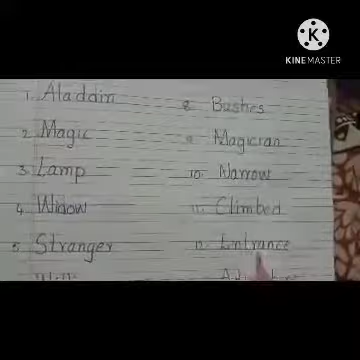 KINEMASTER
1. Aladdin
2. Magic
3. Lamp
4. Widow
5. Stranger
8. Bushes
9. Magician
10. Narrow
11. Climbed
12. Entrance